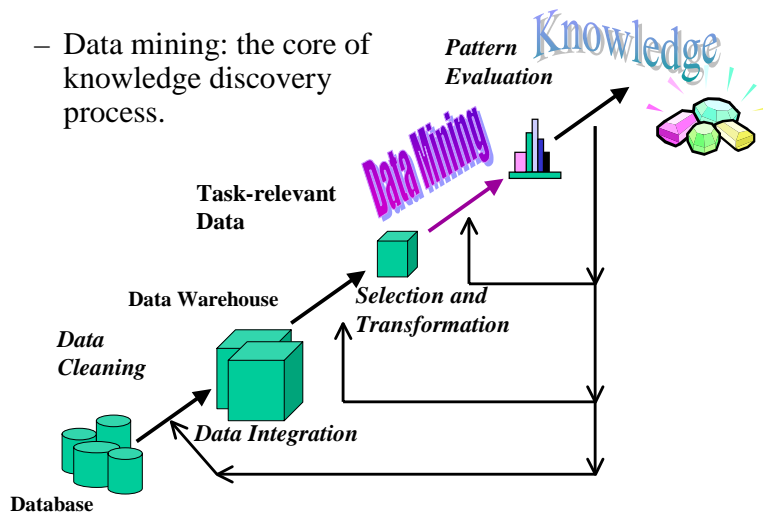 – Data mining: the core of
knowledge discovery
process.
Pattern
Evaluation
Knowledge
Data Mining
Task-relevant
Data
Data Warehouse
Selection and
Transformation
Data
Cleaning
Data Integration
Database